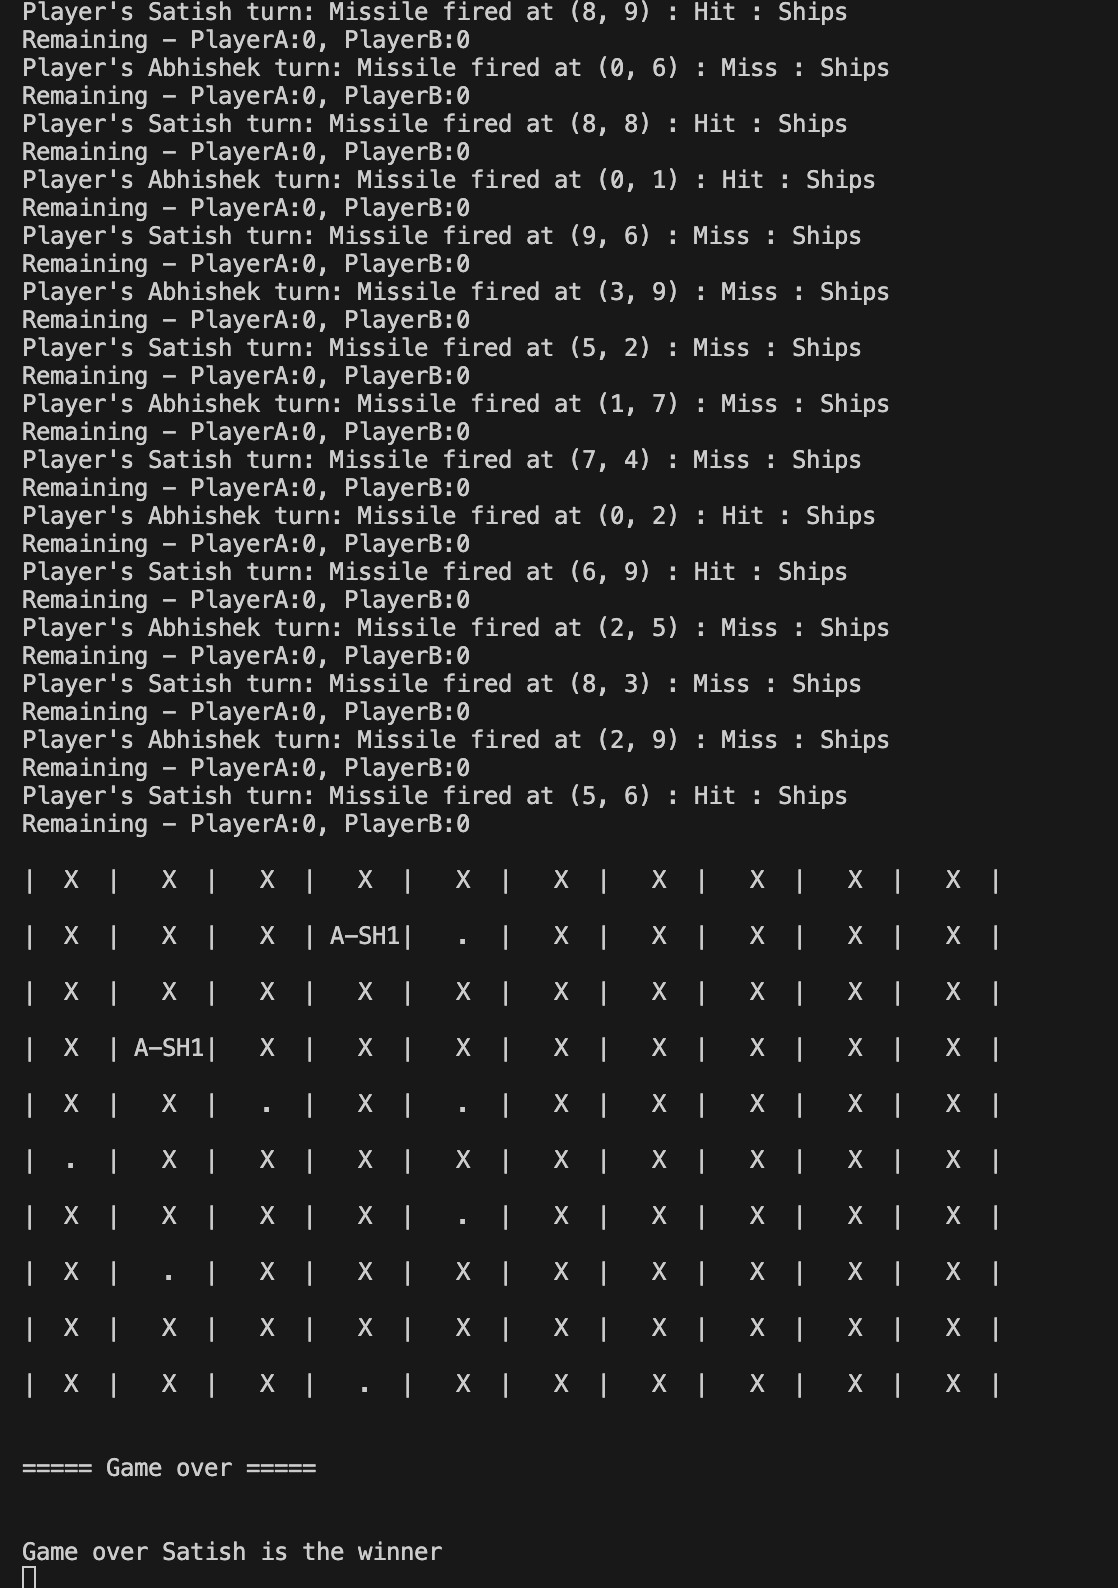 Player's Satish turn: Missile fired at (8, 9) : Hit : Ships
Remaining – PlayerA:0, PlayerB:0
Player's Abhishek turn: Missile fired at (0, 6) : Miss : Ships
Remaining – PlayerA:0, PlayerB:0
Player's Satish turn: Missile fired at (8, 8) : Hit : Ships
Remaining – PlayerA:0, PlayerB:0
Player's Abhishek turn: Missile fired at (0, 1) : Hit : Ships
Remaining – PlayerA:0, PlayerB:0
Player's Satish turn: Missile fired at (9, 6) : Miss : Ships
Remaining – PlayerA:0, PlayerB:0
Player's Abhishek turn: Missile fired at (3, 9) : Miss : Ships
Remaining – PlayerA:0, PlayerB:0
Player's Satish turn: Missile fired at (5, 2) : Miss : Ships
Remaining – PlayerA:0, PlayerB:0
Player's Abhishek turn: Missile fired at (1, 7) : Miss : Ships
Remaining – PlayerA:0, PlayerB:0
Player's Satish turn: Missile fired at (7, 4) : Miss : Ships
Remaining – PlayerA:0, PlayerB:0
Player's Abhishek turn: Missile fired at (0, 2) : Hit : Ships
Remaining – PlayerA:0, PlayerB:0
Player's Satish turn: Missile fired at (6, 9) : Hit : Ships
Remaining – PlayerA:0, PlayerB:0
Player's Abhishek turn: Missile fired at (2, 5) : Miss : Ships
Remaining – PlayerA:0, PlayerB:0
Player's Satish turn: Missile fired at (8, 3) : Miss : Ships
Remaining – PlayerA:0, PlayerB:0
Player's Abhishek turn: Missile fired at (2, 9) : Miss : Ships
Remaining – PlayerA:0, PlayerB:0
Player's Satish turn: Missile fired at (5, 6) : Hit : Ships
Remaining – PlayerA:0, PlayerB:0
|  X  |   X  |   X  |   X  |   X  |   X  |   X  |   X  |   X  |   X  |
|  X  |   X  |   X  | A–SH1|   .  |   X  |   X  |   X  |   X  |   X  |
|  X  |   X  |   X  |   X  |   X  |   X  |   X  |   X  |   X  |   X  |
|  X  | A–SH1|   X  |   X  |   X  |   X  |   X  |   X  |   X  |   X  |
|  X  |   X  |   .  |   X  |   .  |   X  |   X  |   X  |   X  |   X  |
|  .  |   X  |   X  |   X  |   X  |   X  |   X  |   X  |   X  |   X  |
|  X  |   X  |   X  |   X  |   .  |   X  |   X  |   X  |   X  |   X  |
|  X  |   .  |   X  |   X  |   X  |   X  |   X  |   X  |   X  |   X  |
|  X  |   X  |   X  |   X  |   X  |   X  |   X  |   X  |   X  |   X  |
|  X  |   X  |   X  |   .  |   X  |   X  |   X  |   X  |   X  |   X  |
===== Game over =====
Game over Satish is the winner